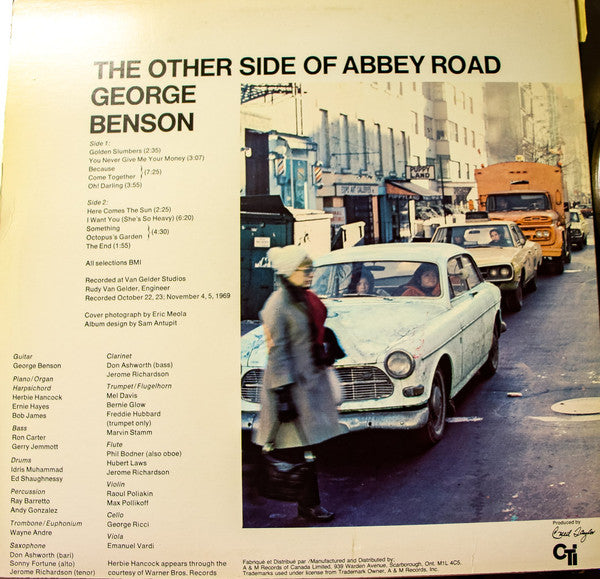 THE OTHER SIDE OF ABBEY ROAD
GEORGE
BENSON
Side 1:
Golden Slumbers (2:35)
You Never Give Me Your Money (3:07)
Because
Come Together (7:25)
Oh! Darling (3:55)
Side 2:
Here Comes The Sun (2:25)
I Want You (She's So Heavy) (6:20)
Something
Octopus's Garden (4:30)
The End (1:55)
All selections BMI
Recorded at Van Gelder Studios
Rudy Van Gelder, Engineer
Recorded October 22, 23; November 4, 5, 1969
Cover photograph by Eric Meola
Album design by Sam Antupit
Guitar
George Benson
Piano/Organ
Harpsichord
Herbie Hancock
Ernie Hayes
Bob James
Bass
Ron Carter
Gerry Jemmott
Drums
Idris Muhammad
Ed Shaughnessy
Percussion
Ray Barretto
Andy Gonzalez
Trombone/Euphonium
Wayne Andre
Saxophone
Don Ashworth (bari)
Sonny Fortune (alto)
Jerome Richardson (tenor)
Clarinet
Don Ashworth (bass)
Jerome Richardson
Trumpet/Flugelhorn
Mel Davis
Bernie Glow
Freddie Hubbard
(trumpet only)
Marvin Stamm
Flute
Phil Bodner (also oboe)
Hubert Laws
Jerome Richardson
Violin
Raoul Poliakin
Max Pollikoff
Cello
George Ricci
Viola
Emanuel Vardi
Herbie Hancock appears through the
courtesy of Warner Bros. Records
PUPPY
LAND
Fabriqué et Distribué par /Manufactured and Distributed by:
A & M Records of Canada Limited, 939 Warden Avenue, Scarborough, Ont. M1L 4C5.
Trademarks used under license from Trademark Owner, A & M Records, Inc.
Produced by
Creed Taylor
CTi